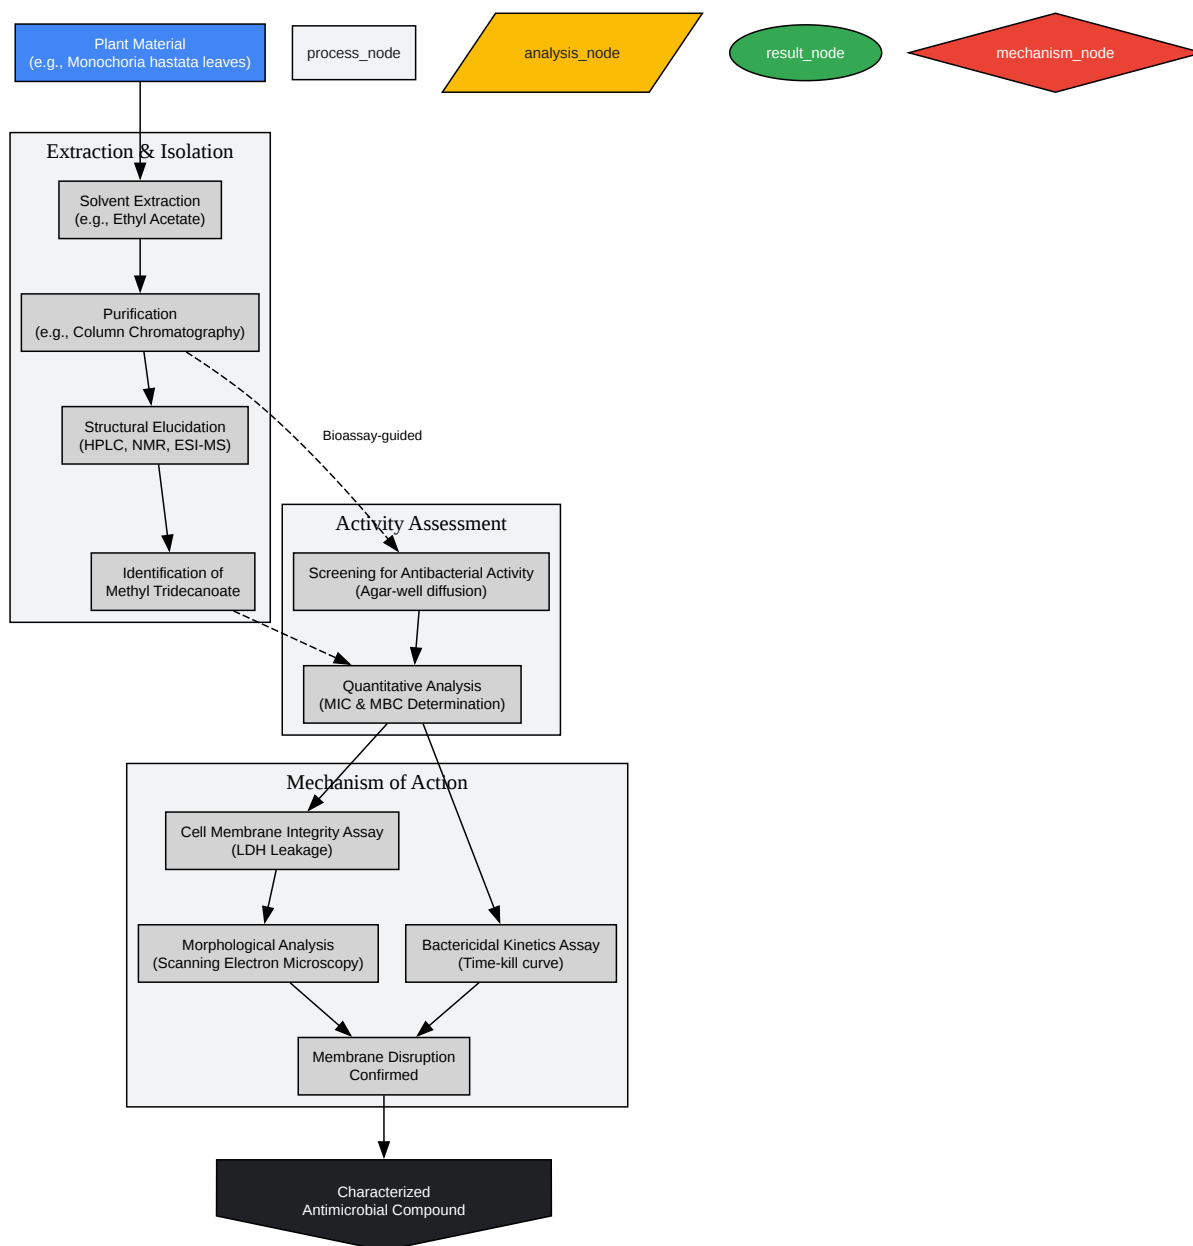 Plant Material
(e.g., Monochoria hastata leaves)
process_node
analysis_node
result_node
mechanism_node
Extraction & Isolation
Solvent Extraction
(e.g., Ethyl Acetate)
Purification
(e.g., Column Chromatography)
Structural Elucidation
(HPLC, NMR, ESI-MS)
Bioassay-guided
Identification of
Methyl Tridecanoate
Activity Assessment
Screening for Antibacterial Activity
(Agar-well diffusion)
Quantitative Analysis
(MIC & MBC Determination)
Mechanism of Action
Cell Membrane Integrity Assay
(LDH Leakage)
Morphological Analysis
(Scanning Electron Microscopy)
Bactericidal Kinetics Assay
(Time-kill curve)
Membrane Disruption
Confirmed
Characterized
Antimicrobial Compound